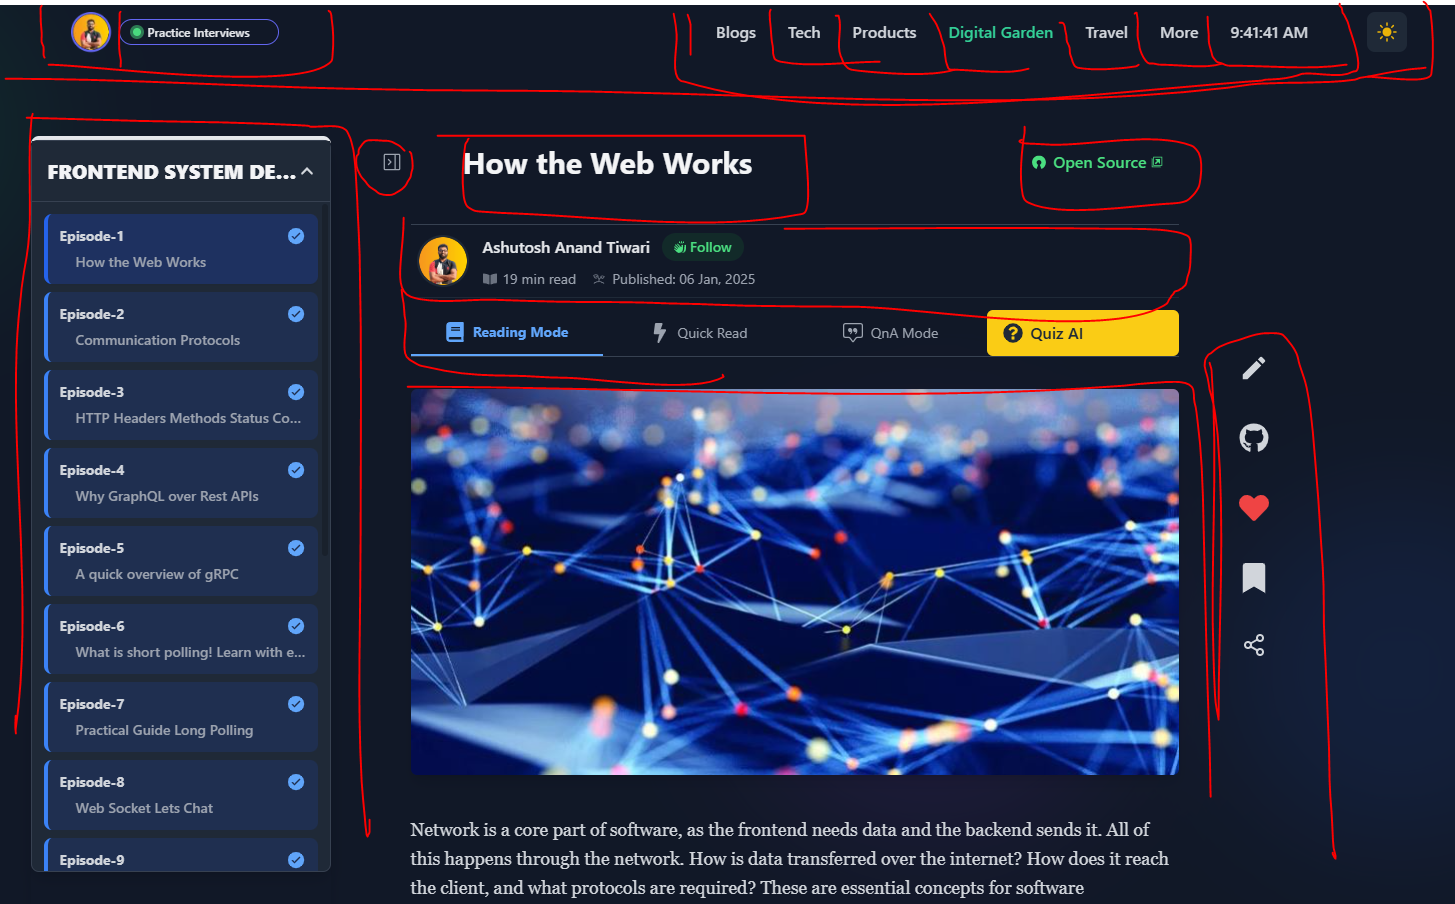 Practice Interviews
Blogs Tech Products Digital Garden Travel More 9:41:41 AM
FRONTEND SYSTEM DE...
Episode-1
How the Web Works
Episode-2
Communication Protocols
Episode-3
HTTP Headers Methods Status Co...
Episode-4
Why GraphQL over Rest APIs
Episode-5
A quick overview of gRPC
Episode-6
What is short polling! Learn with e...
Episode-7
Practical Guide Long Polling
Episode-8
Web Socket Lets Chat
Episode-9
How the Web Works
Open Source
Ashutosh Anand Tiwari Follow
19 min read Published: 06 Jan, 2025
Reading Mode Quick Read QnA Mode Quiz AI
Network is a core part of software, as the frontend needs data and the backend sends it. All of
this happens through the network. How is data transferred over the internet? How does it reach
the client, and what protocols are required? These are essential concepts for software